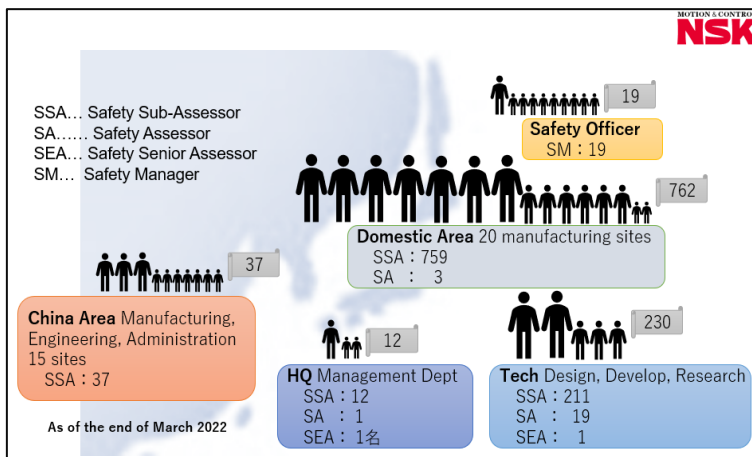 MOTION & CONTROL
NSK
SSA… Safety Sub-Assessor
SA…… Safety Assessor
SEA… Safety Senior Assessor
SM… Safety Manager
19
Safety Officer
SM：19
762
Domestic Area 20 manufacturing sites
SSA：759
SA ： 3
37
China Area Manufacturing,
Engineering, Administration
15 sites
SSA：37
12
HQ Management Dept
SSA：12
SA ： 1
SEA： 1名
230
Tech Design, Develop, Research
SSA：211
SA ： 19
SEA： 1
As of the end of March 2022